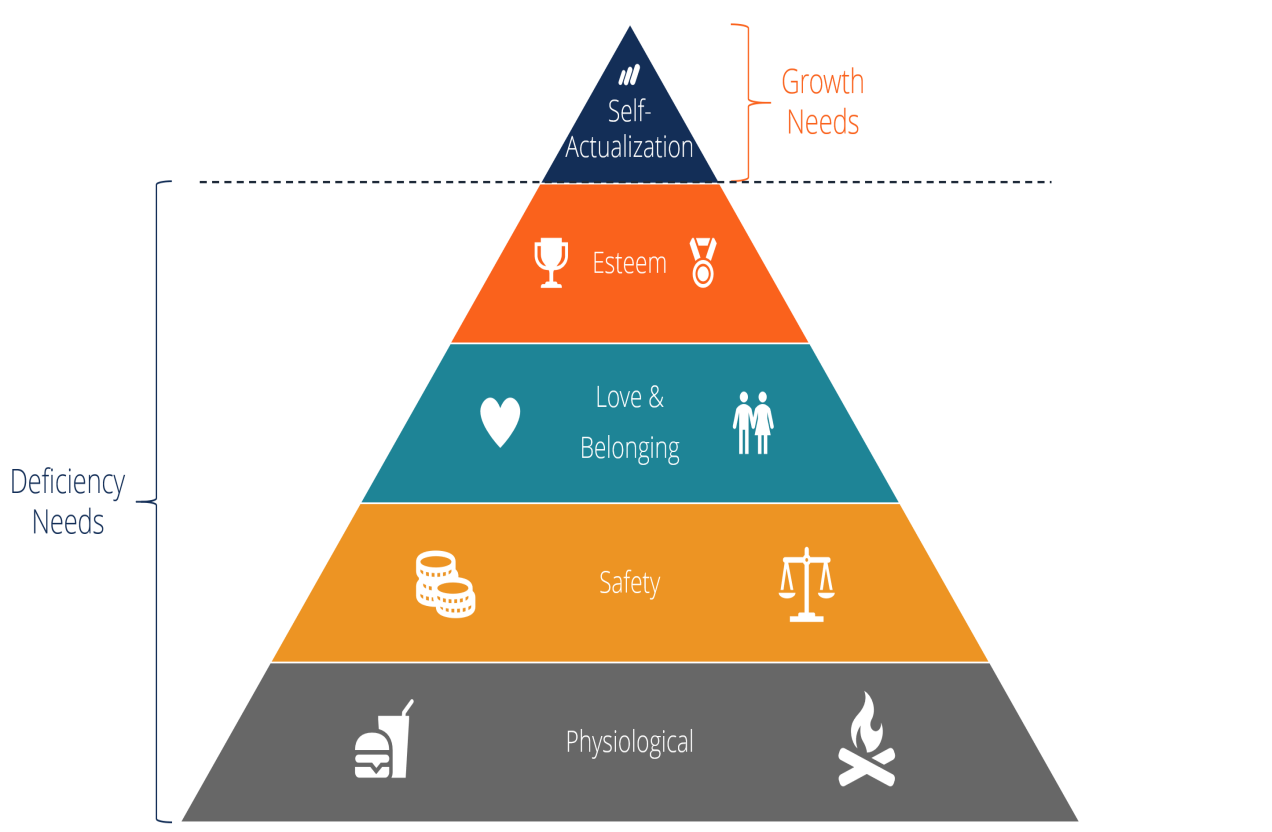 Growth
Needs
Self-
Actualization
Esteem
Love &
Belonging
Deficiency
Needs
Safety
Physiological